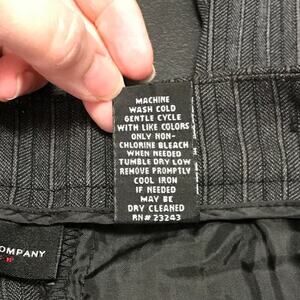 MACHINE
WASH COLD
GENTLE CYCLE
WITH LIKE COLORS
ONLY NON-
CHLORINE BLEACH
WHEN NEEDED
TUMBLE DRY LOW
REMOVE PROMPTLY
COOL IRON
IF NEEDED
MAY BE
DRY CLEANED
RN# 23243
OMPANY